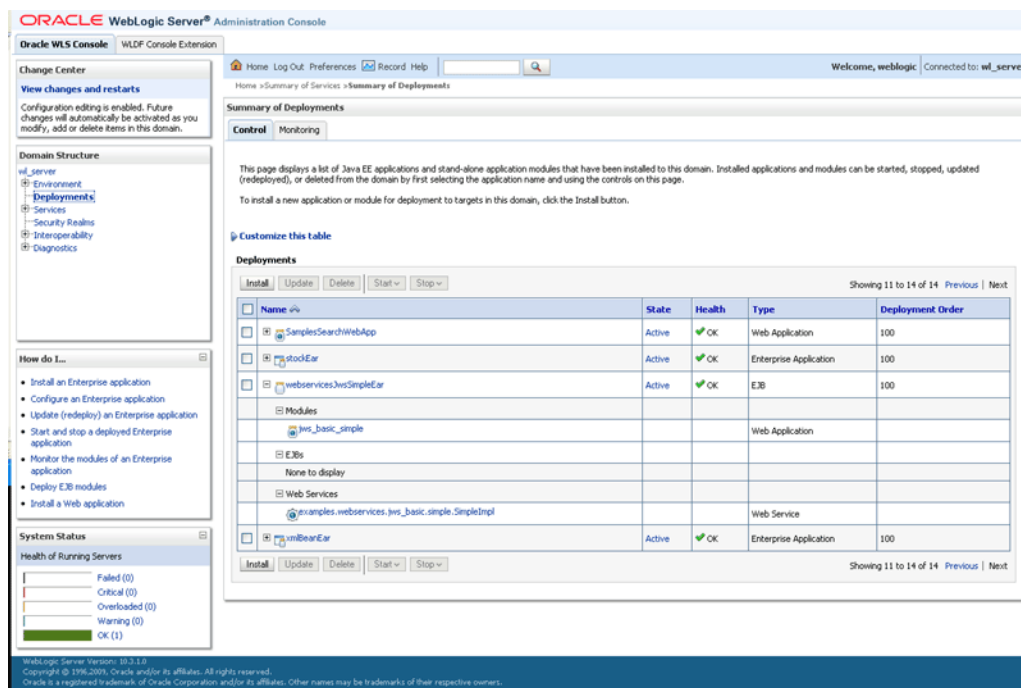 ORACLE WebLogic Server® Administration Console
Oracle WLS Console
WLDF Console Extension
Change Center
View changes and restarts
Configuration editing is enabled. Future
changes will automatically be activated as you
modify, add or delete items in this domain.
Domain Structure
wl_server
Environment
Deployments
Services
Security Realms
Interoperability
Diagnostics
How do I...
Install an Enterprise application
Configure an Enterprise application
Update (redeploy) an Enterprise application
Start and stop a deployed Enterprise
application
Monitor the modules of an Enterprise
application
Deploy EJB modules
Install a Web application
System Status
Health of Running Servers
Failed (0)
Critical (0)
Overloaded (0)
Warning (0)
OK (1)
Home Log Out Preferences Record Help
Welcome, weblogic Connected to: wl_serve
Home >Summary of Services >Summary of Deployments
Summary of Deployments
Control Monitoring
This page displays a list of Java EE applications and stand-alone application modules that have been installed to this domain. Installed applications and modules can be started, stopped, updated
(redeployed), or deleted from the domain by first selecting the application name and using the controls on this page.
To install a new application or module for deployment to targets in this domain, click the Install button.
Customize this table
Deployments
Install Update Delete Start Stop Showing 11 to 14 of 14 Previous | Next
Name State Health Type Deployment Order
SamplesSearchWebApp Active OK Web Application 100
stockEar Active OK Enterprise Application 100
webservicesJwsSimpleEar Active OK EJB 100
Modules
jws_basic_simple Web Application
EJBs
None to display
Web Services
examples.webservices.jws_basic.simple.SimpleImpl Web Service
xmlBeanEar Active OK Enterprise Application 100
Install Update Delete Start Stop Showing 11 to 14 of 14 Previous | Next
WebLogic Server Version: 10.3.1.0
Copyright © 1996,2009, Oracle and/or its affiliates. All rights reserved.
Oracle is a registered trademark of Oracle Corporation and/or its affiliates. Other names may be trademarks of their respective owners.